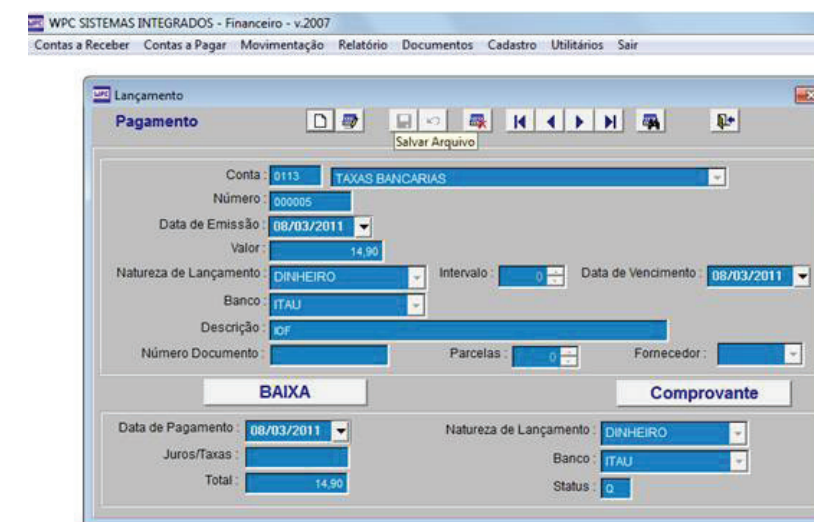 WPC SISTEMAS INTEGRADOS - Financeiro - v.2007
Contas a Receber Contas a Pagar Movimentação Relatório Documentos Cadastro Utilitários Sair
Lançamento
Pagamento
Salvar Arquivo
Conta : 0113 TAXAS BANCARIAS
Número : 000005
Data de Emissão : 08/03/2011
Valor : 14,90
Natureza de Lançamento : DINHEIRO Intervalo : 0 Data de Vencimento : 08/03/2011
Banco : ITAU
Descrição : IOF
Número Documento : Parcelas : 0 Fornecedor :
BAIXA Comprovante
Data de Pagamento : 08/03/2011 Natureza de Lançamento : DINHEIRO
Juros/Taxas : Banco : ITAU
Total : 14,90 Status : Q